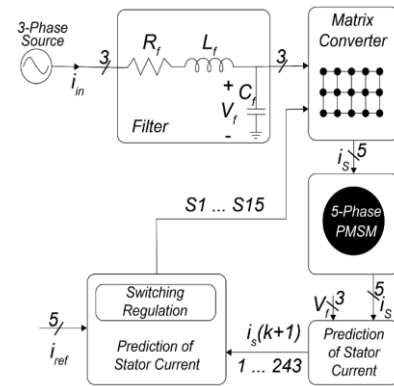 3-Phase
Source
3
i_in
R_f
L_f
+
V_f
-
C_f
Filter
3
Matrix
Converter
i_S
5
S1 ... S15
5-Phase
PMSM
V_f
3
5
i_S
Switching
Regulation
Prediction of
Stator Current
5
i_ref
i_s(k+1)
1 ... 243
Prediction of
Stator Current